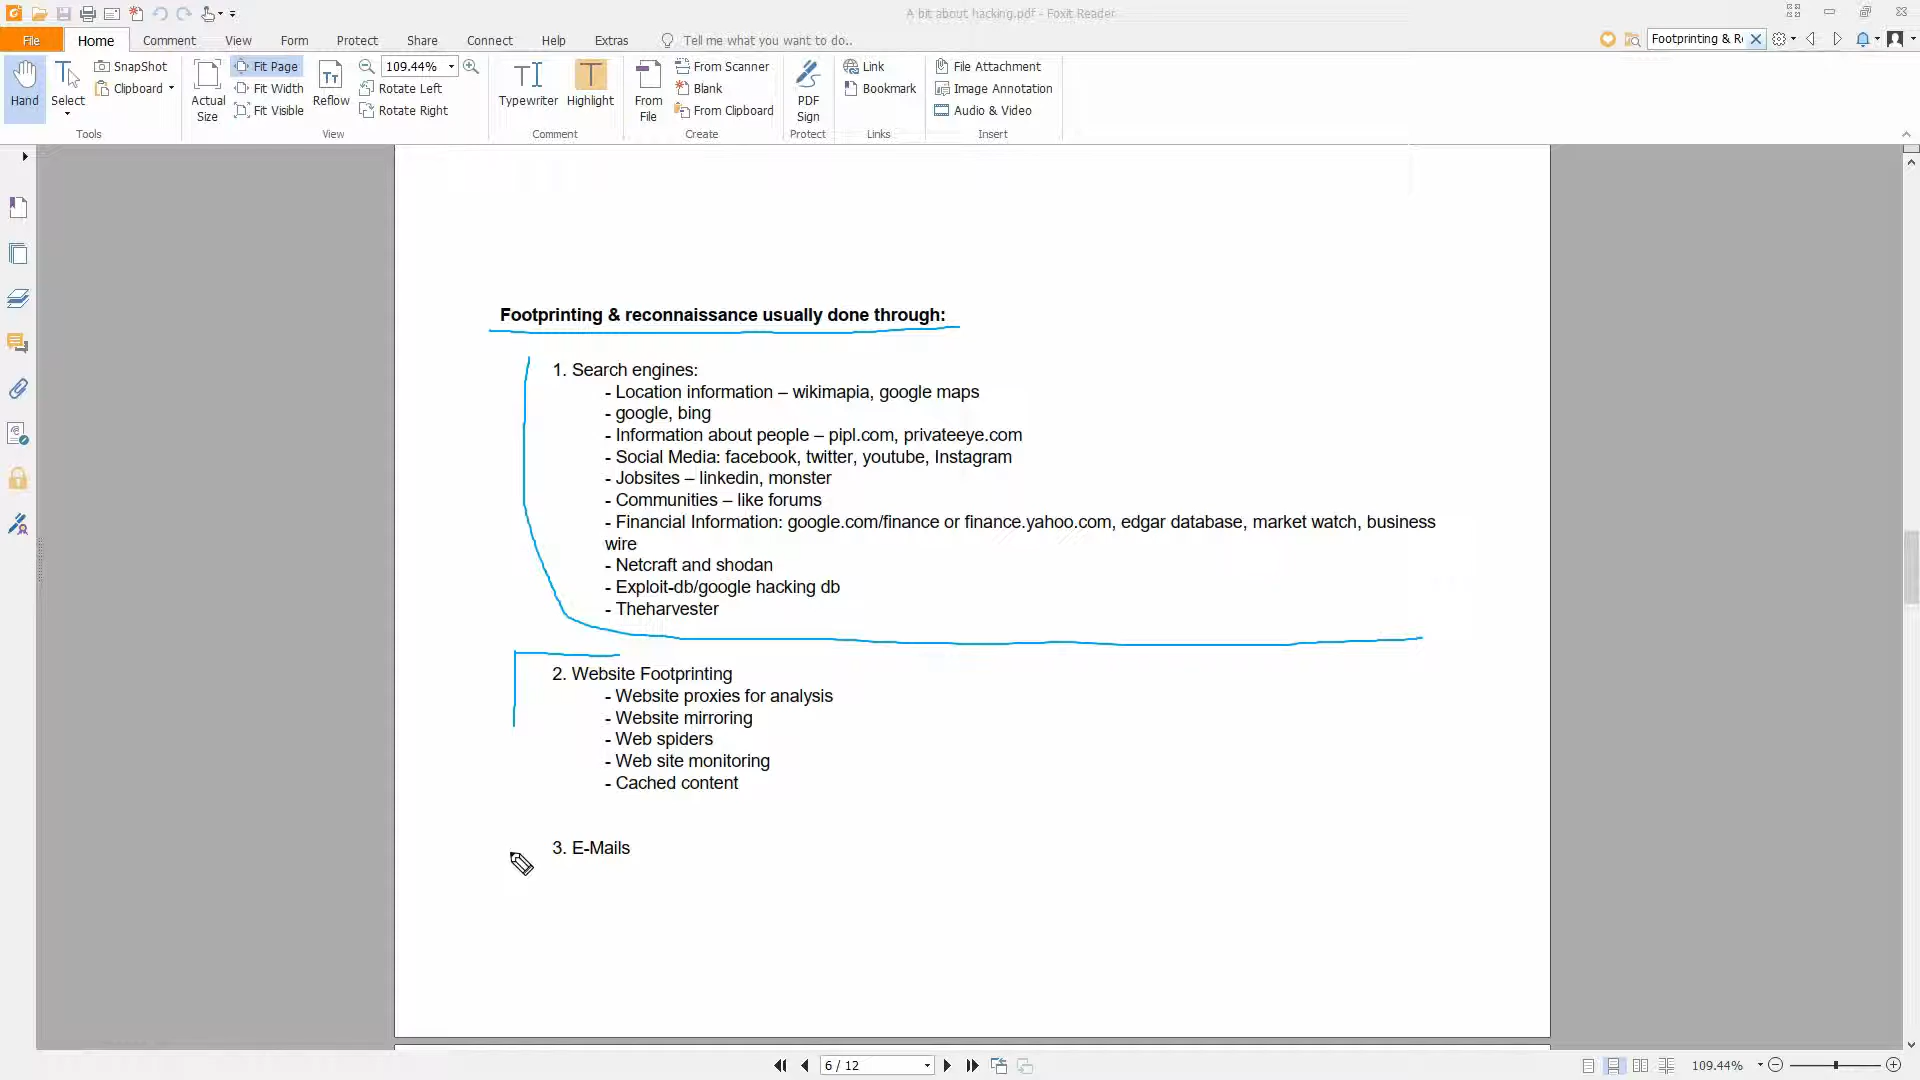 A bit about hacking.pdf - Foxit Reader
File Home Comment View Form Protect Share Connect Help Extras Tell me what you want to do..
Footprinting & R
Hand
Select
SnapShot
Clipboard
Tools
Actual Size
Fit Page
Fit Width
Fit Visible
Reflow
109.44%
Rotate Left
Rotate Right
View
Typewriter
Highlight
Comment
From File
From Scanner
Blank
From Clipboard
Create
PDF Sign
Protect
Link
Bookmark
Links
File Attachment
Image Annotation
Audio & Video
Insert
Footprinting & reconnaissance usually done through:
1. Search engines:
- Location information – wikimapia, google maps
- google, bing
- Information about people – pipl.com, privateeye.com
- Social Media: facebook, twitter, youtube, Instagram
- Jobsites – linkedin, monster
- Communities – like forums
- Financial Information: google.com/finance or finance.yahoo.com, edgar database, market watch, business
wire
- Netcraft and shodan
- Exploit-db/google hacking db
- Theharvester
2. Website Footprinting
- Website proxies for analysis
- Website mirroring
- Web spiders
- Web site monitoring
- Cached content
3. E-Mails
6 / 12
109.44%